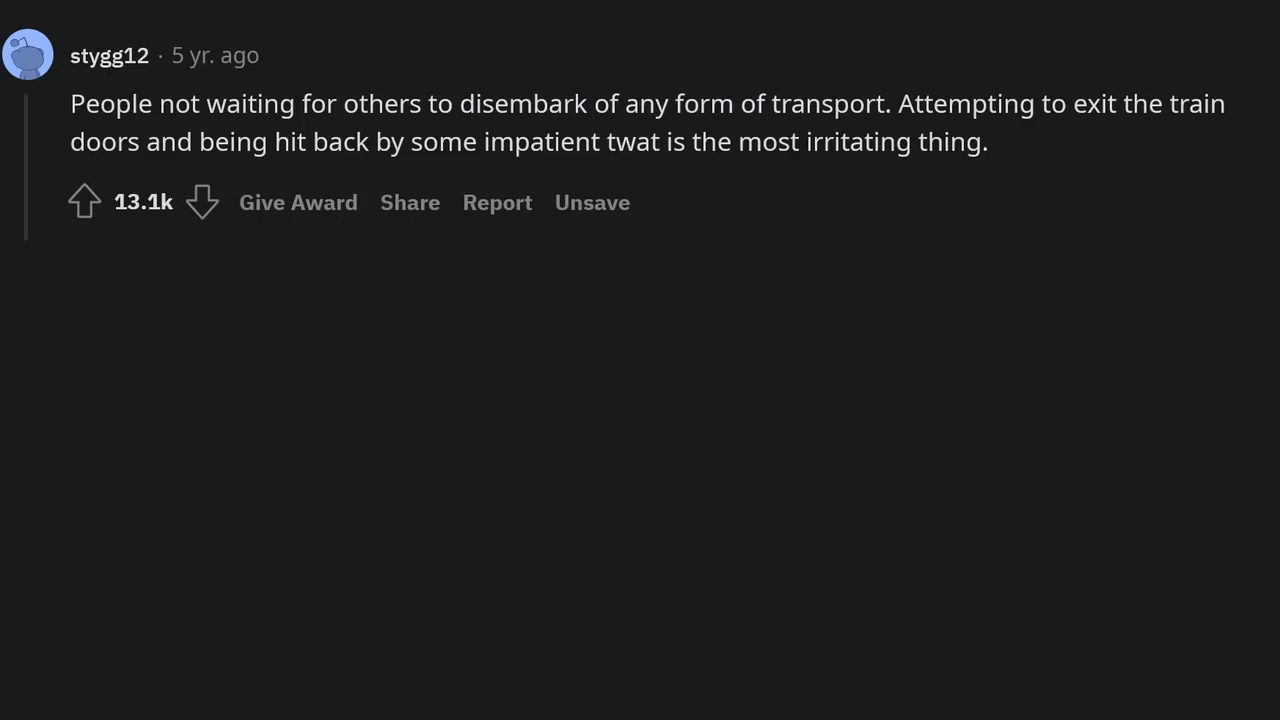 stygg12 · 5 yr. ago
People not waiting for others to disembark of any form of transport. Attempting to exit the train
doors and being hit back by some impatient twat is the most irritating thing.
13.1k Give Award Share Report Unsave